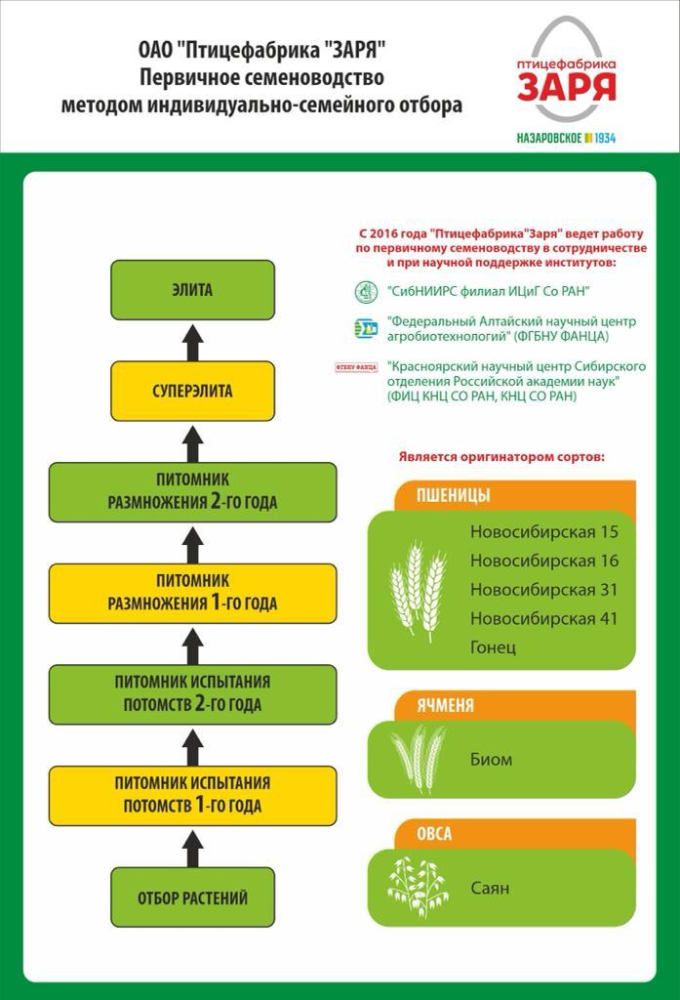 ОАО "Птицефабрика "ЗАРЯ"
Первичное семеноводство
методом индивидуально-семейного отбора
птицефабрика
ЗАРЯ
НАЗАРОВСКОЕ 1934
ЭЛИТА
СУПЕРЭЛИТА
ПИТОМНИК
РАЗМНОЖЕНИЯ 2-ГО ГОДА
ПИТОМНИК
РАЗМНОЖЕНИЯ 1-ГО ГОДА
ПИТОМНИК ИСПЫТАНИЯ
ПОТОМСТВ 2-ГО ГОДА
ПИТОМНИК ИСПЫТАНИЯ
ПОТОМСТВ 1-ГО ГОДА
ОТБОР РАСТЕНИЙ
С 2016 года "Птицефабрика"Заря" ведет работу
по первичному семеноводству в сотрудничестве
и при научной поддержке институтов:
"СибНИИРС филиал ИЦиГ Со РАН"
"Федеральный Алтайский научный центр
агробиотехнологий" (ФГБНУ ФАНЦА)
ФГБНУ ФАНЦА
"Красноярский научный центр Сибирского
отделения Российской академии наук"
(ФИЦ КНЦ СО РАН, КНЦ СО РАН)
Является оригинатором сортов:
ПШЕНИЦЫ
Новосибирская 15
Новосибирская 16
Новосибирская 31
Новосибирская 41
Гонец
ЯЧМЕНЯ
Биом
ОВСА
Саян